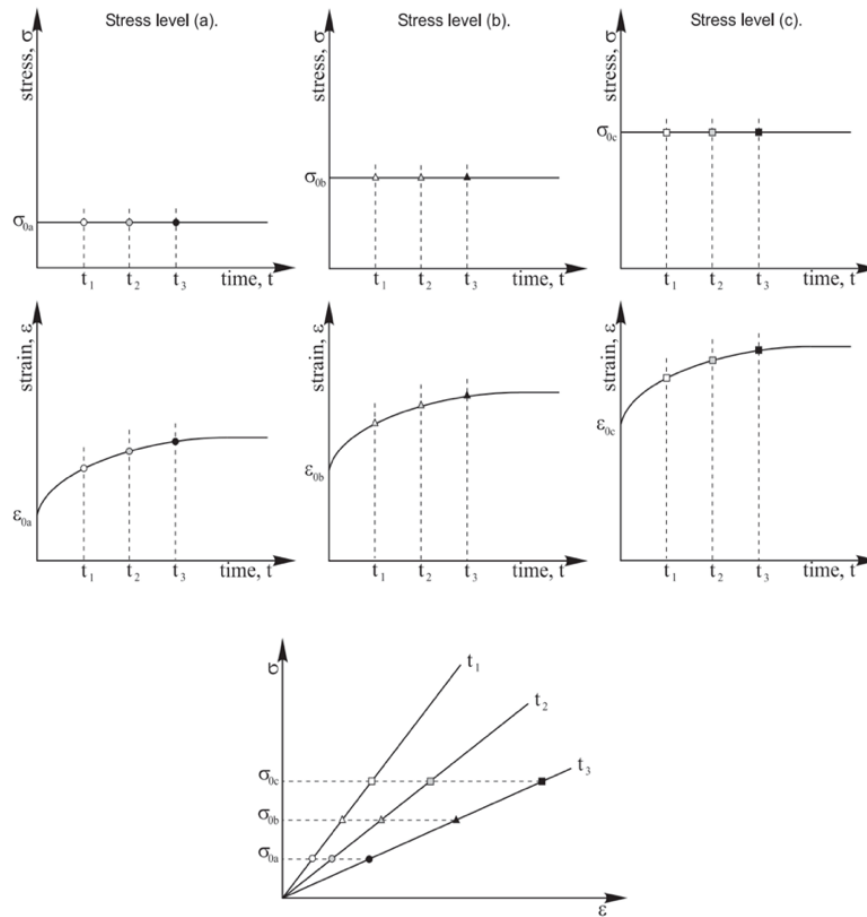 Stress level (a).
stress, σ
σ₀ₐ
t₁ t₂ t₃ time, t
Stress level (b).
stress, σ
σ₀b
t₁ t₂ t₃ time, t
Stress level (c).
stress, σ
σ₀c
t₁ t₂ t₃ time, t
strain, ε
ε₀ₐ
t₁ t₂ t₃ time, t
strain, ε
ε₀b
t₁ t₂ t₃ time, t
strain, ε
ε₀c
t₁ t₂ t₃ time, t
σ
t₁
t₂
t₃
σ₀c
σ₀b
σ₀ₐ
ε